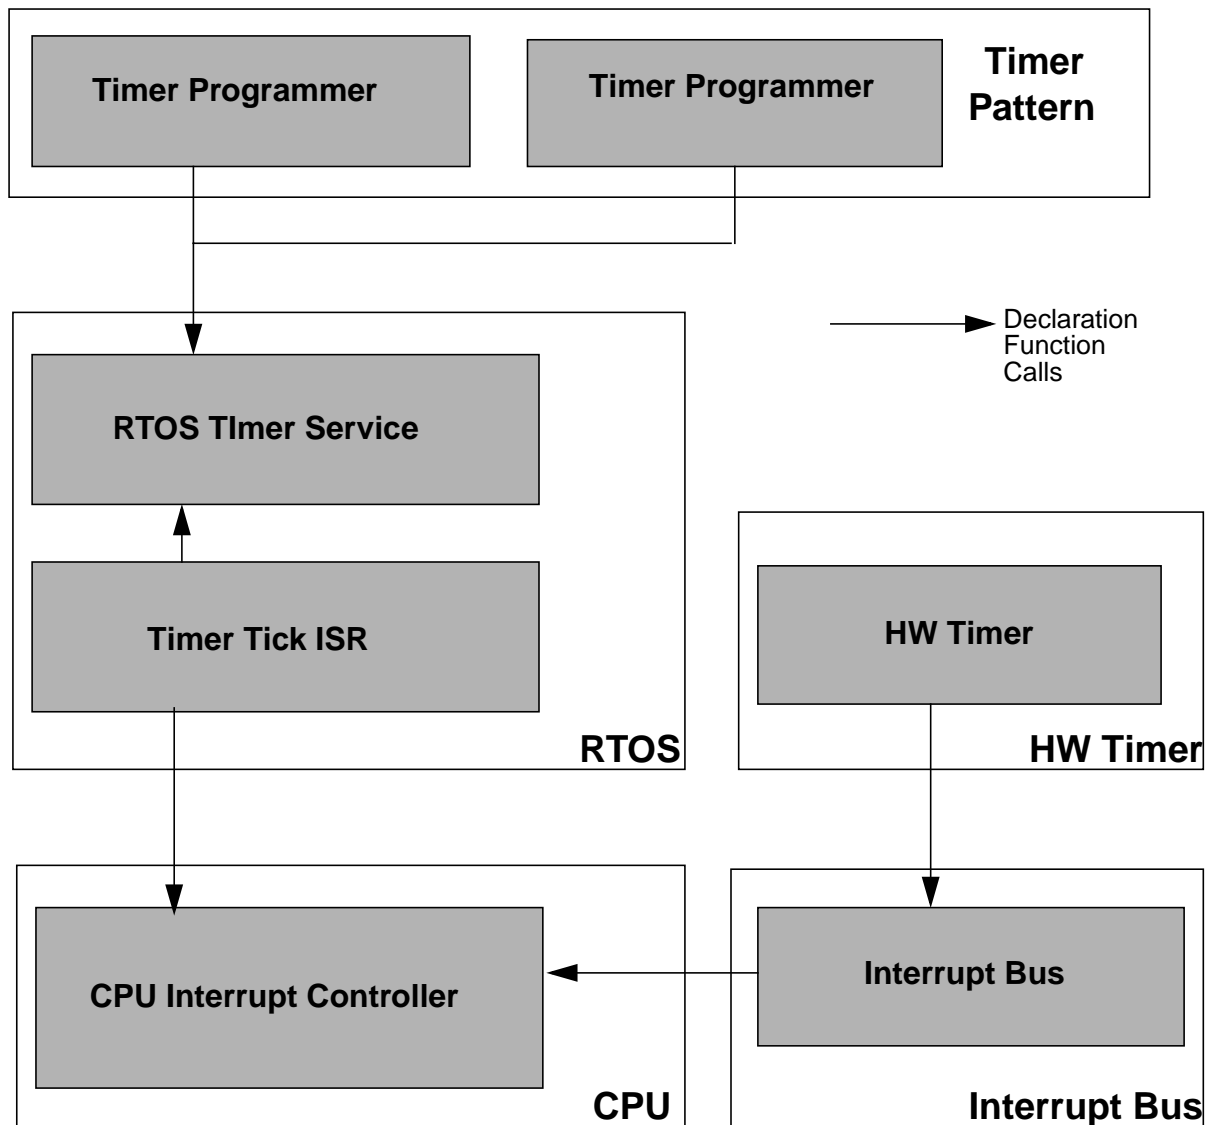 Timer Programmer
Timer Programmer
Timer
Pattern
Declaration
Function
Calls
RTOS TImer Service
Timer Tick ISR
RTOS
HW Timer
HW Timer
CPU Interrupt Controller
CPU
Interrupt Bus
Interrupt Bus